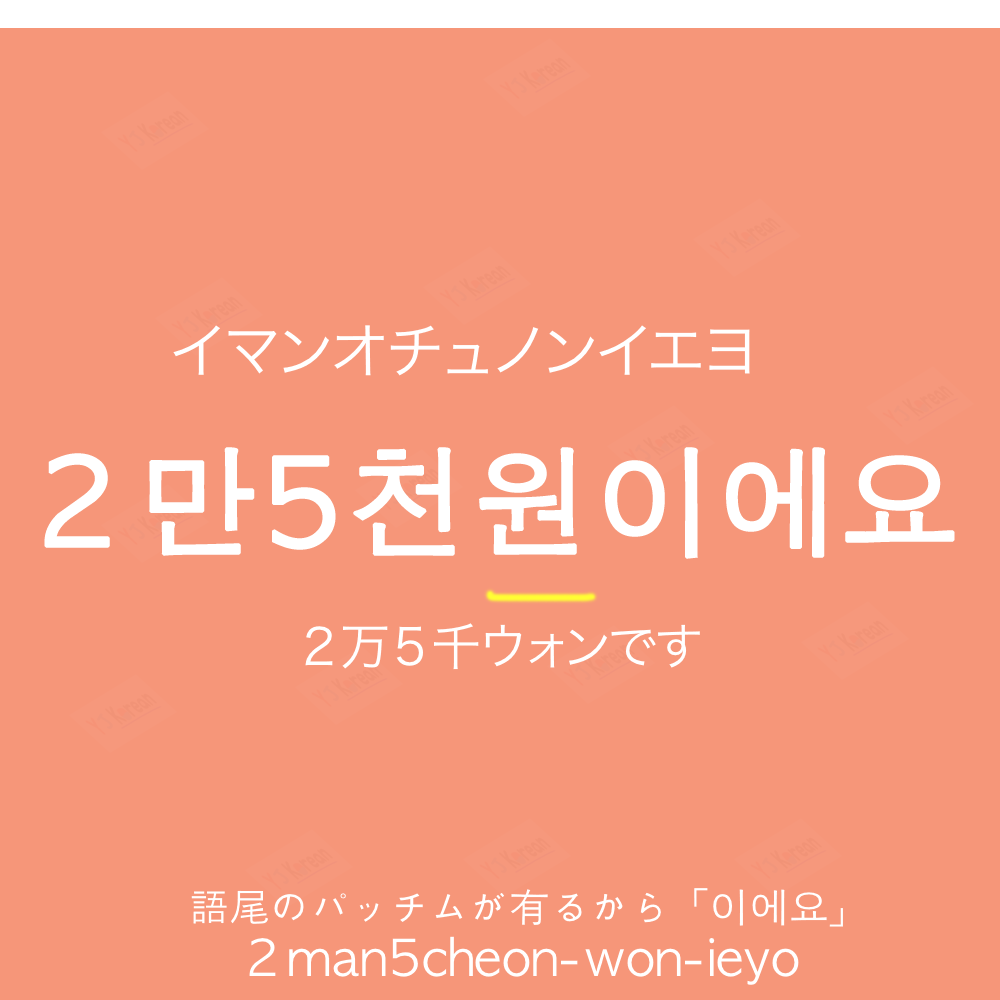 イマンオチュノンイエヨ
2만5천원이에요
２万５千ウォンです
語尾のパッチムが有るから「이에요」
2man5cheon-won-ieyo